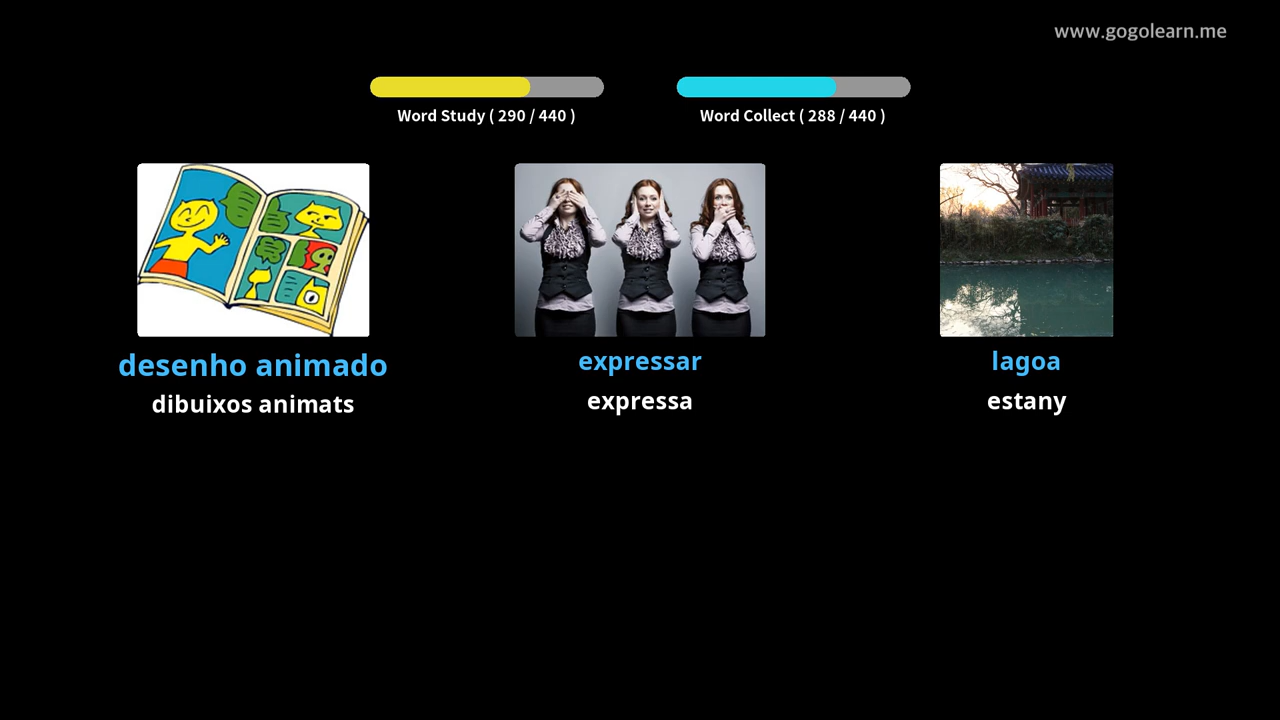 www.gogolearn.me
Word Study ( 290 / 440 )
Word Collect ( 288 / 440 )
desenho animado
dibuixos animats
expressar
expressa
lagoa
estany